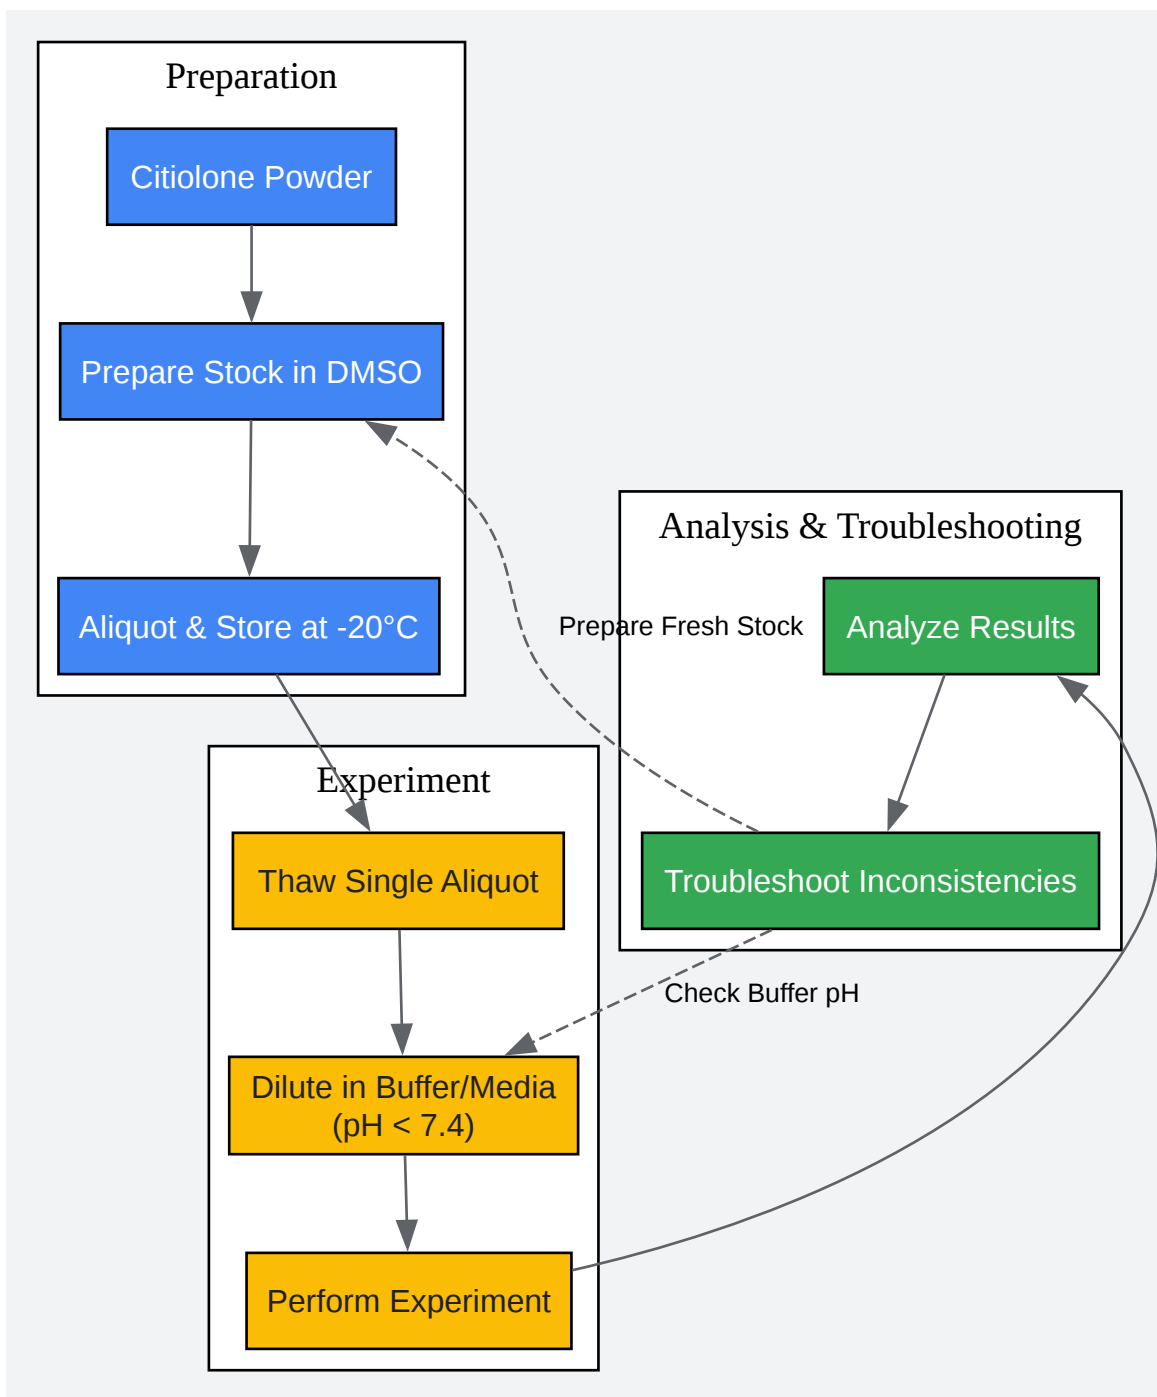 Preparation
Citiolone Powder
Prepare Stock in DMSO
Aliquot & Store at -20°C
Experiment
Thaw Single Aliquot
Dilute in Buffer/Media
(pH < 7.4)
Perform Experiment
Analysis & Troubleshooting
Analyze Results
Troubleshoot Inconsistencies
Prepare Fresh Stock
Check Buffer pH